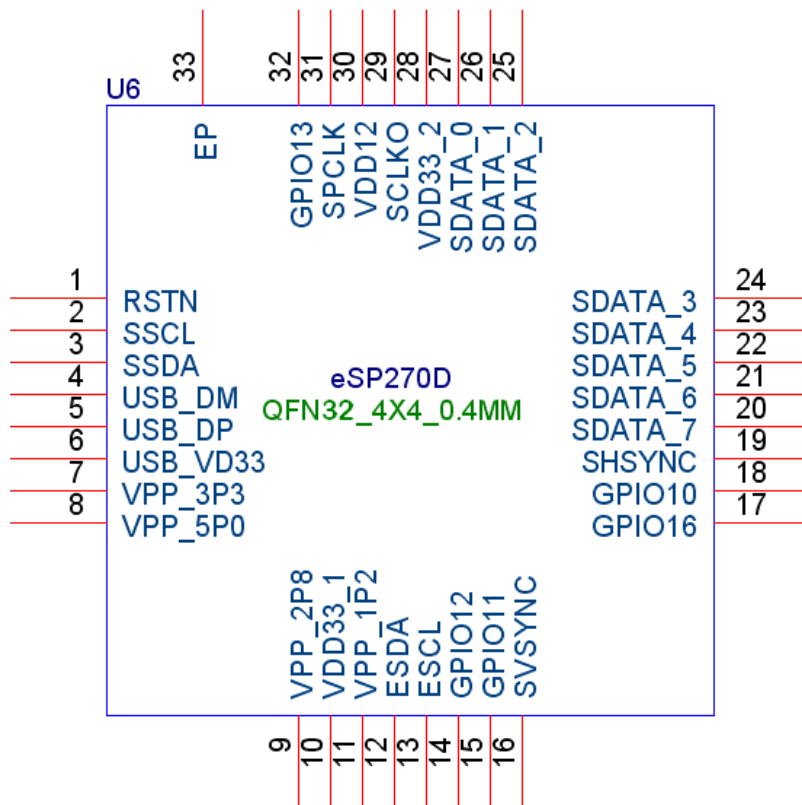 U6
33
32
31
30
29
28
27
26
25
EP
GPIO13
SPCLK
VDD12
SCLKO
VDD33_2
SDATA_0
SDATA_1
SDATA_2
1 RSTN
2 SSCL
3 SSDA
4 USB_DM
5 USB_DP
6 USB_VD33
7 VPP_3P3
8 VPP_5P0
eSP270D
QFN32_4X4_0.4MM
SDATA_3 24
SDATA_4 23
SDATA_5 22
SDATA_6 21
SDATA_7 20
SHSYNC 19
GPIO10 18
GPIO16 17
VPP_2P8
VDD33_1
VPP_1P2
ESDA
ESCL
GPIO12
GPIO11
SVSYNC
9
10
11
12
13
14
15
16